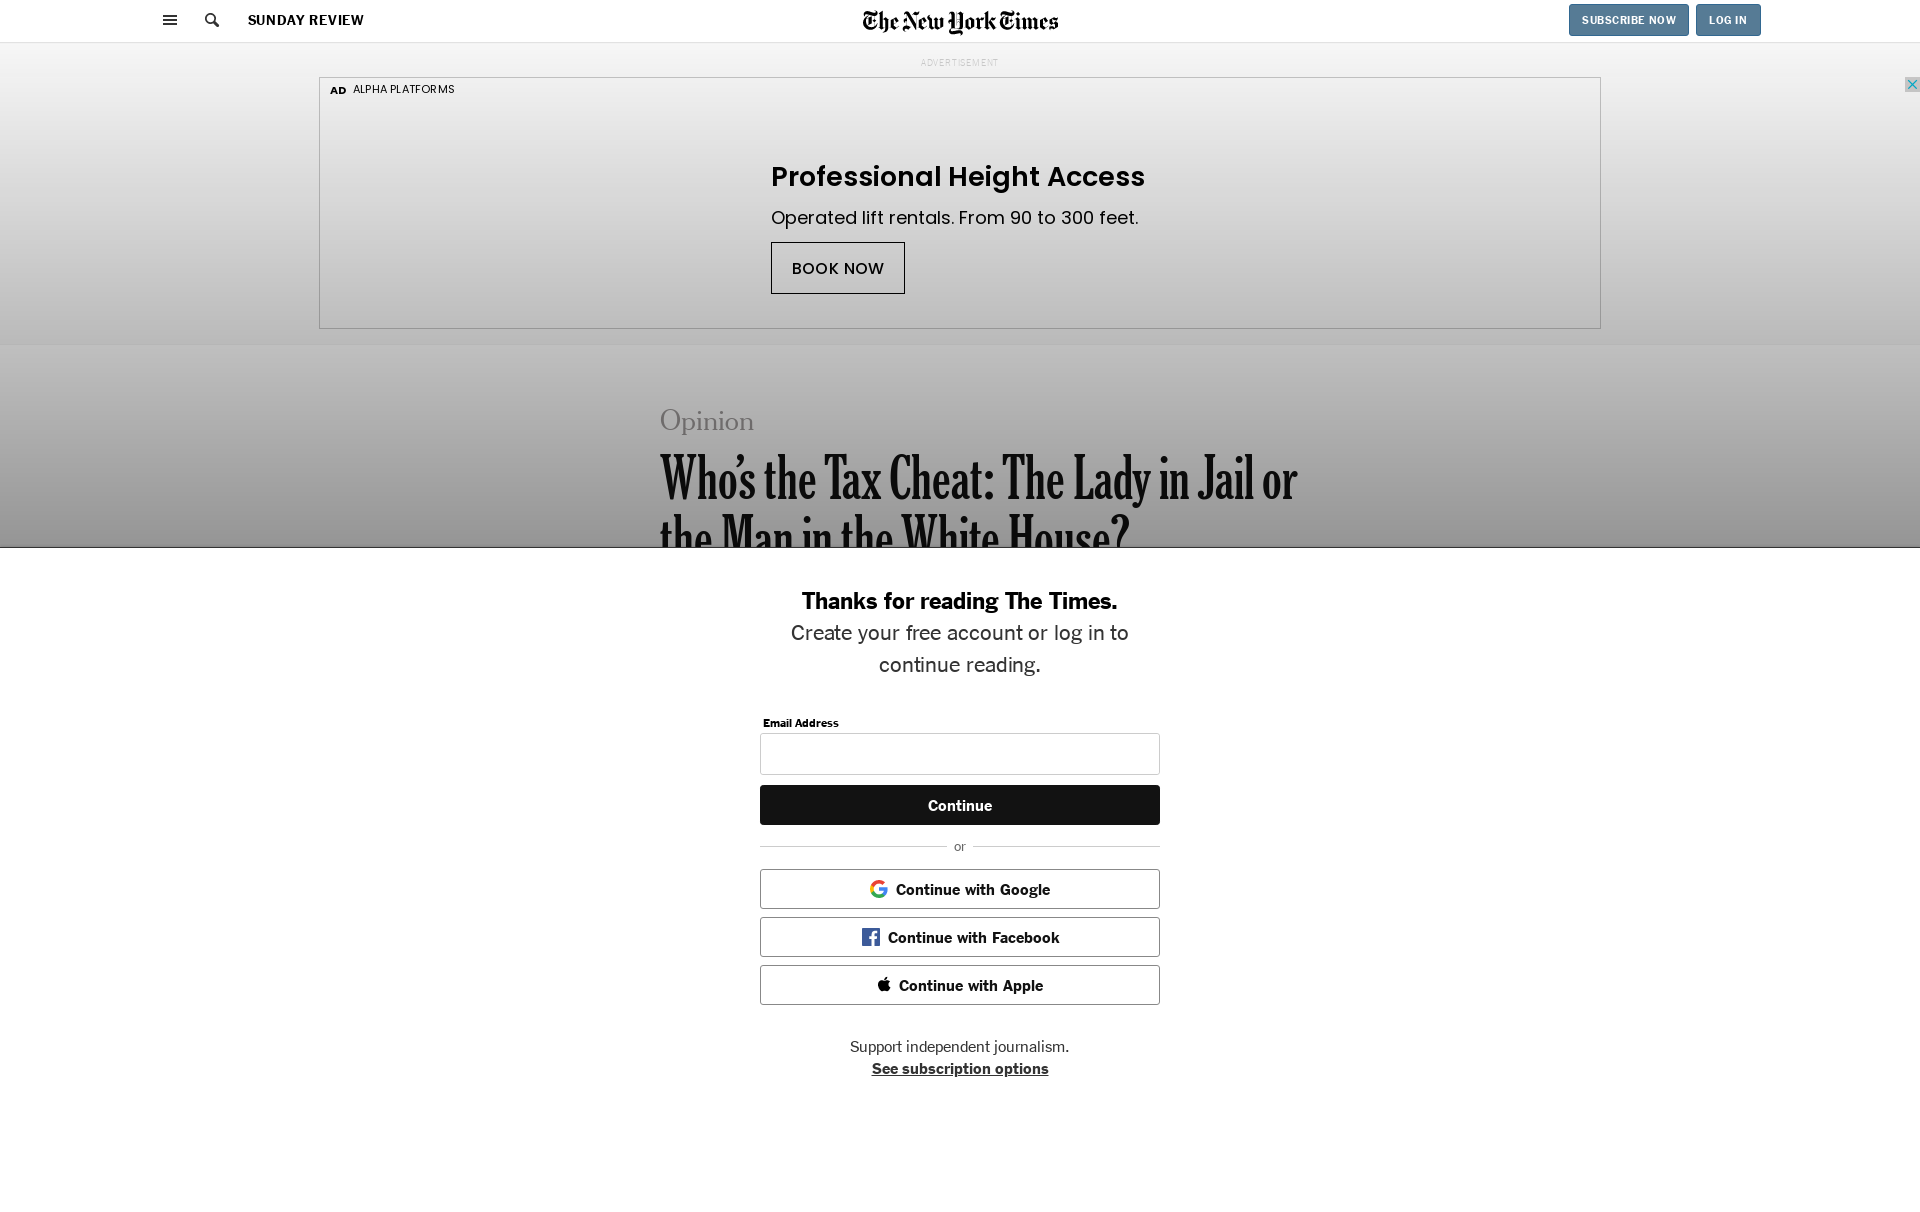 SUNDAY REVIEW
The New York Times
SUBSCRIBE NOW
LOG IN
ADVERTISEMENT
AD ALPHA PLATFORMS
Professional Height Access
Operated lift rentals. From 90 to 300 feet.
BOOK NOW
Opinion
Who’s the Tax Cheat: The Lady in Jail or
the Man in the White House?
Thanks for reading The Times.
Create your free account or log in to
continue reading.
Email Address
Continue
or
Continue with Google
Continue with Facebook
Continue with Apple
Support independent journalism.
See subscription options